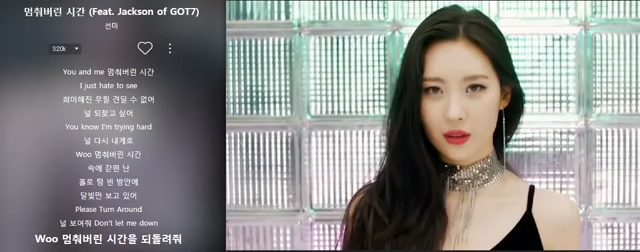 멈춰버린 시간 (Feat. Jackson of GOT7)
선미
320k
You and me 멈춰버린 시간
I just hate to see
희미해진 우릴 견딜 수 없어
널 되찾고 싶어
You know I'm trying hard
널 다시 내게로
Woo 멈춰버린 시간
속에 갇힌 난
홀로 텅 빈 방안에
달빛만 보고 있어
Please Turn Around
널 보여줘 Don't let me down
Woo 멈춰버린 시간을 되돌려줘